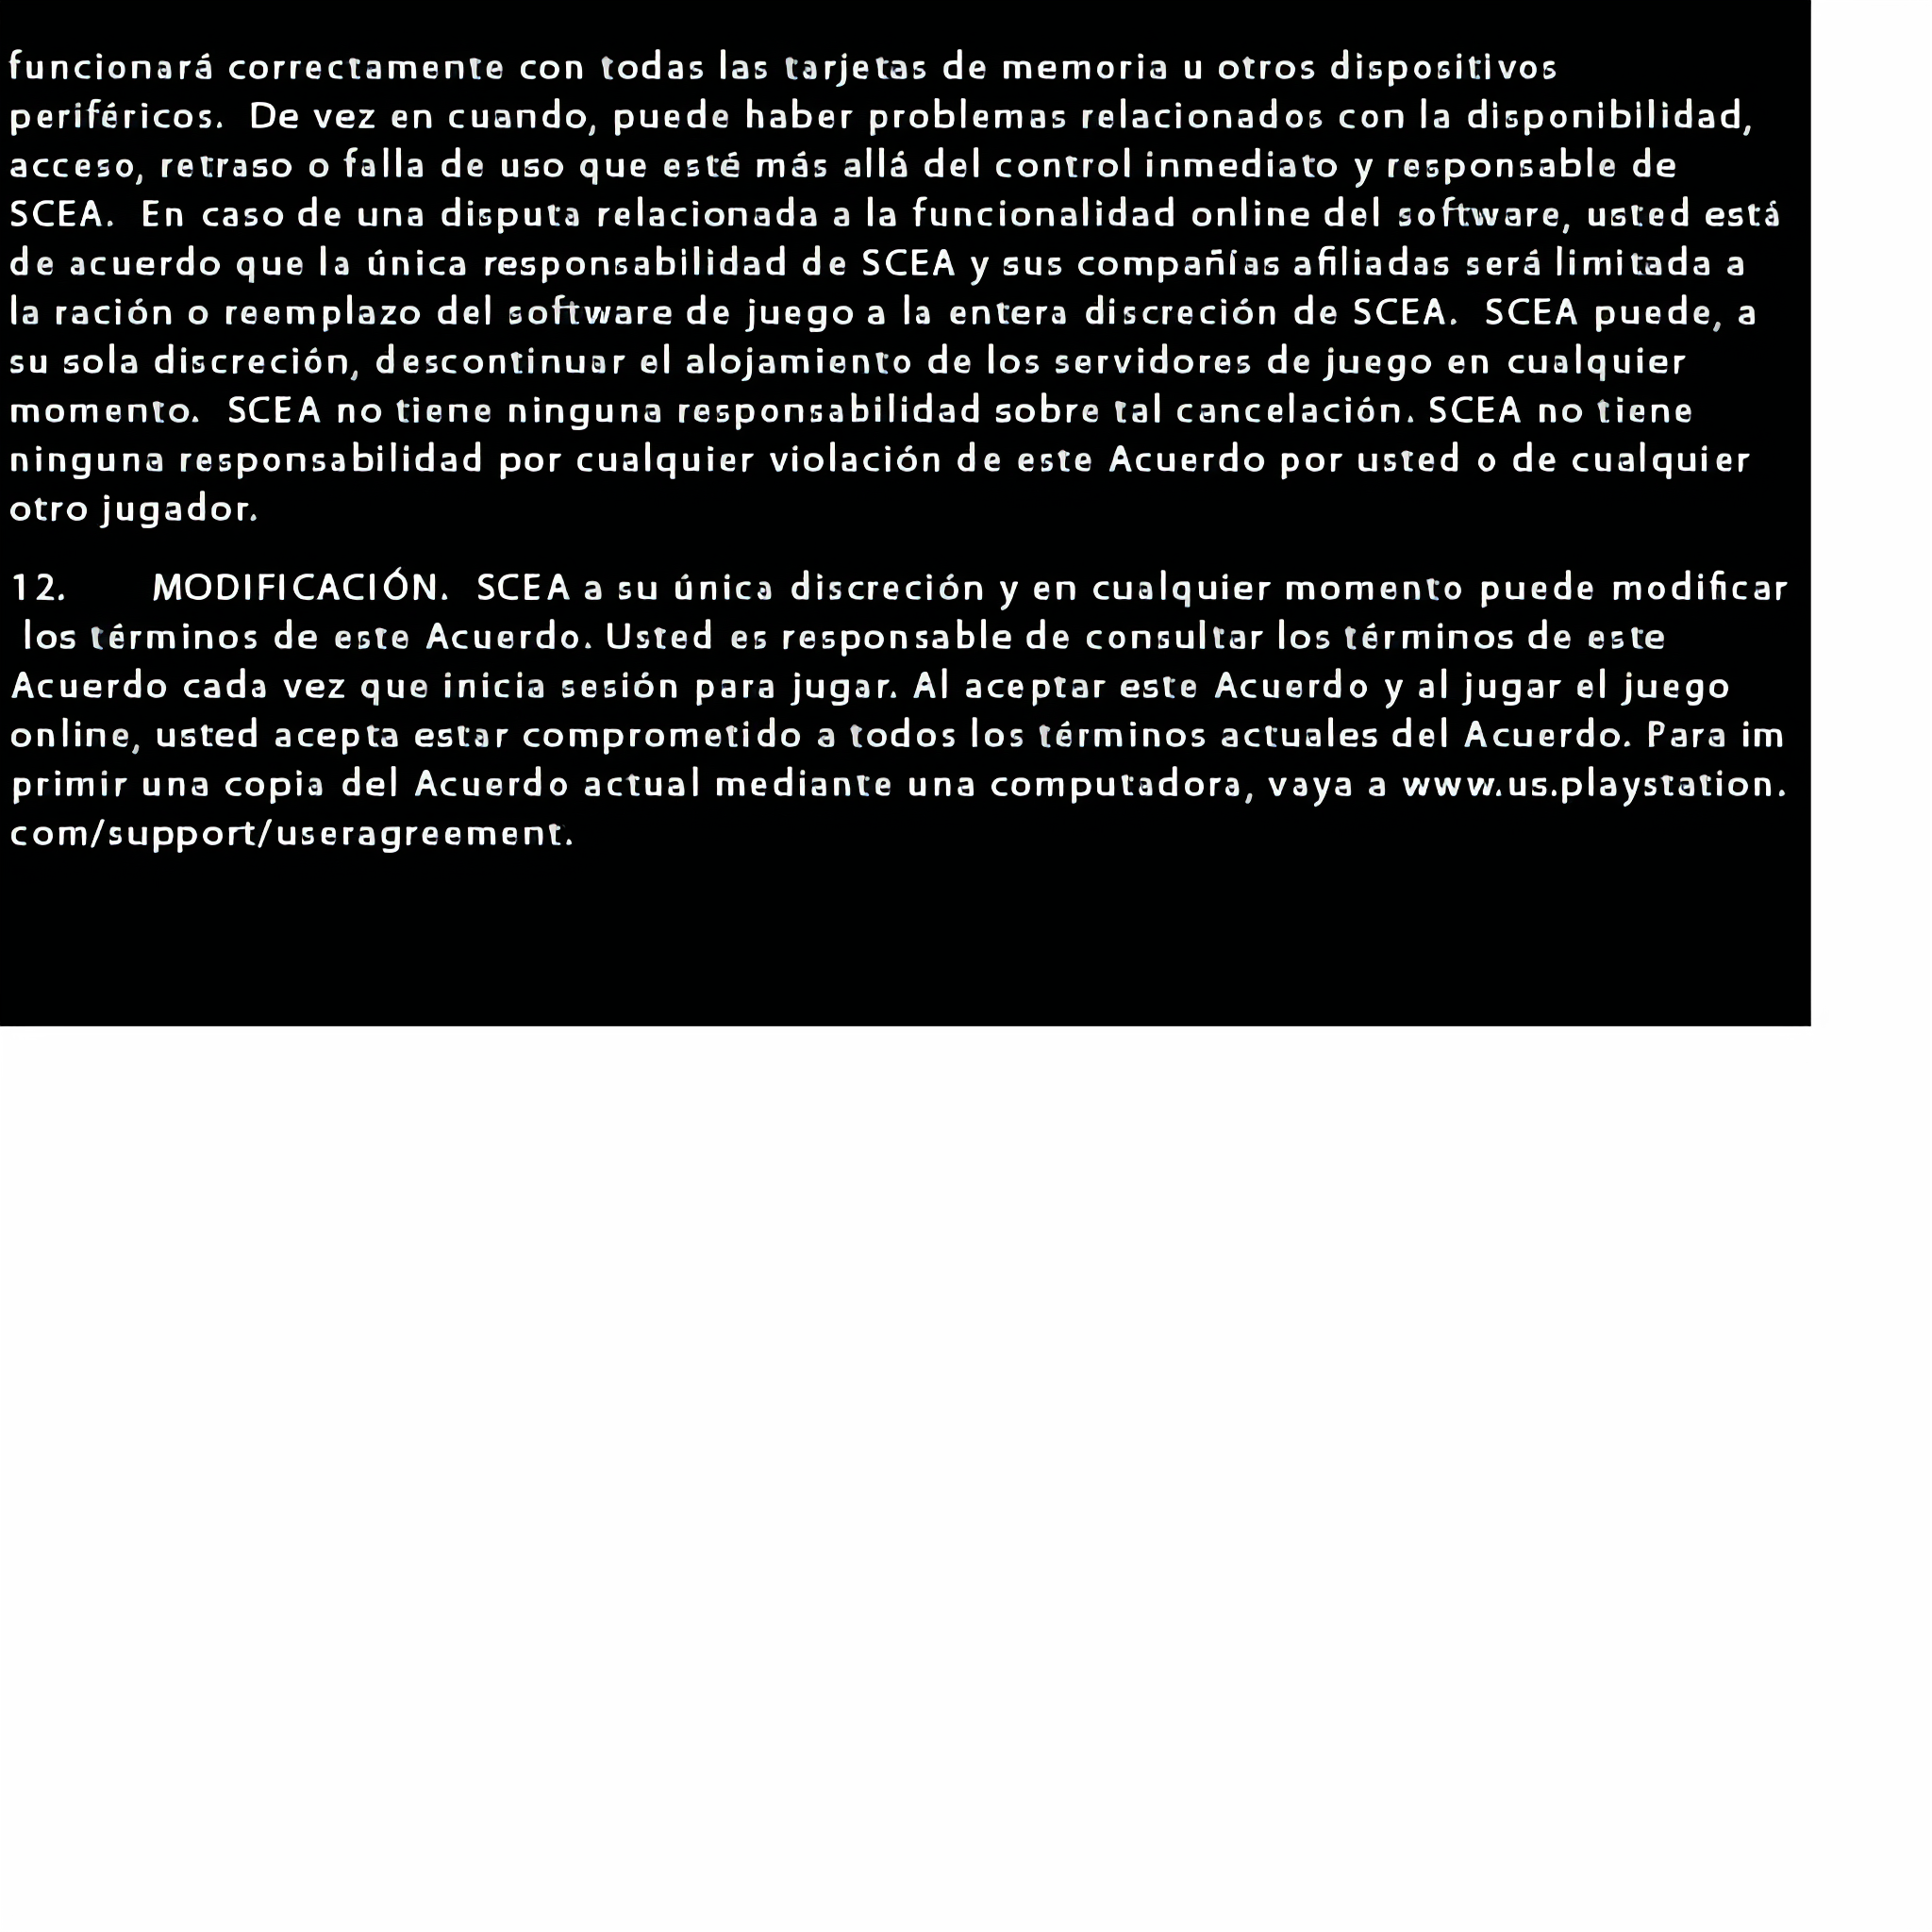 funcionará correctamente con todas las tarjetas de memoria u otros dispositivos
periféricos. De vez en cuando, puede haber problemas relacionados con la disponibilidad,
acceso, retraso o falla de uso que esté más allá del control inmediato y responsable de
SCEA. En caso de una disputa relacionada a la funcionalidad online del software, usted está
de acuerdo que la única responsabilidad de SCEA y sus compañías afiliadas será limitada a
la ración o reemplazo del software de juego a la entera discreción de SCEA. SCEA puede, a
su sola discreción, descontinuar el alojamiento de los servidores de juego en cualquier
momento. SCEA no tiene ninguna responsabilidad sobre tal cancelación. SCEA no tiene
ninguna responsabilidad por cualquier violación de este Acuerdo por usted o de cualquier
otro jugador.
12. MODIFICACIÓN. SCEA a su única discreción y en cualquier momento puede modificar
los términos de este Acuerdo. Usted es responsable de consultar los términos de este
Acuerdo cada vez que inicia sesión para jugar. Al aceptar este Acuerdo y al jugar el juego
online, usted acepta estar comprometido a todos los términos actuales del Acuerdo. Para im
primir una copia del Acuerdo actual mediante una computadora, vaya a www.us.playstation.
com/support/useragreement.